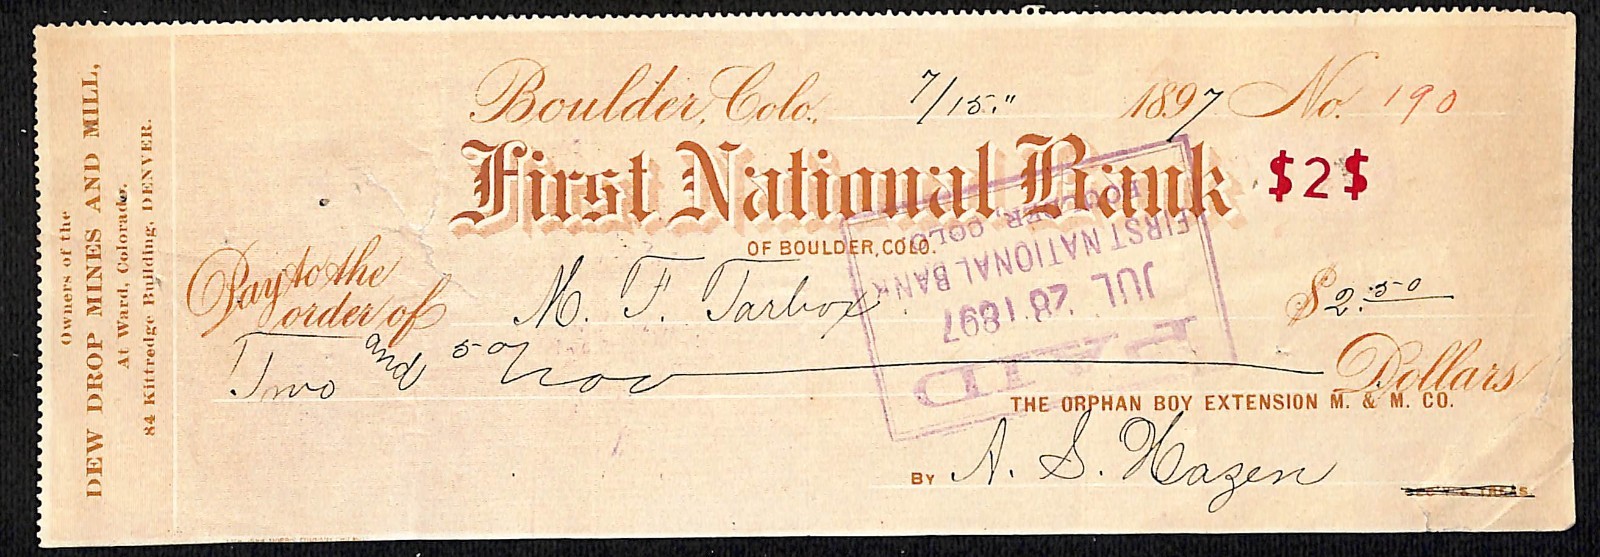 Owners of the
DEW DROP MINES AND MILL,
At Ward, Colorado.
84 Kittredge Building, DENVER.
Boulder, Colo., 7/15." 1897 No. 190
First National Bank $2$
OF BOULDER, COLO.
Pay to the
order of M. F. Tarbox $2.50
Two and 50/100 Dollars
THE ORPHAN BOY EXTENSION M. & M. CO.
BY A. S. Hazen
PAID
JUL 28 1897
FIRST NATIONAL BANK
BOULDER, COLO.